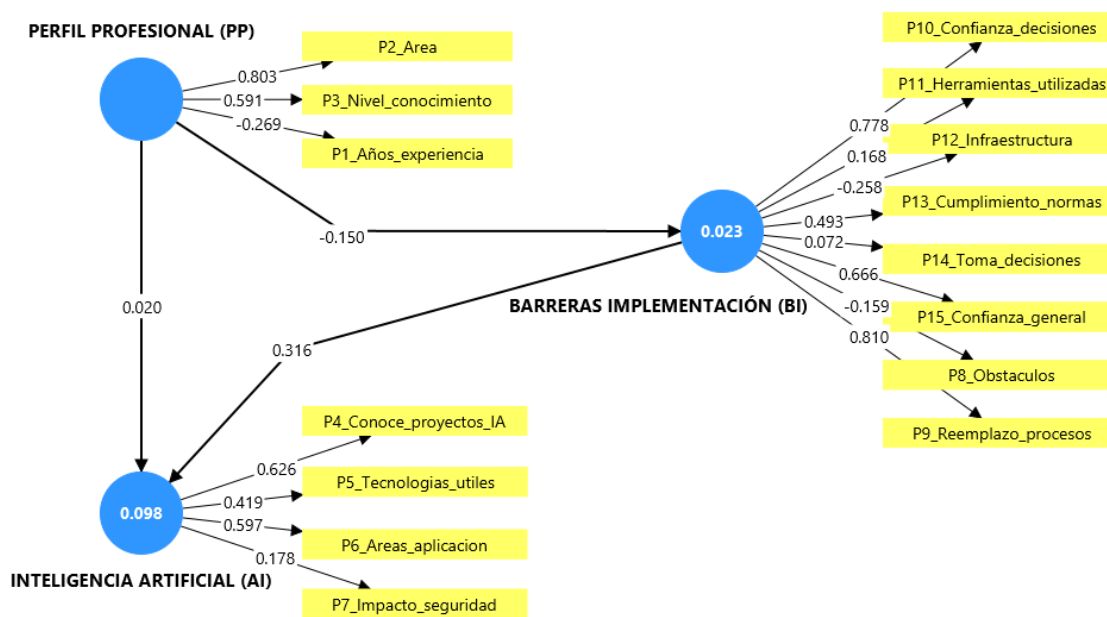 PERFIL PROFESIONAL (PP)
P2_Area
0.803
P3_Nivel_conocimiento
0.591
-0.269
P1_Años_experiencia
P10_Confianza_decisiones
P11_Herramientas_utilizadas
0.778
P12_Infraestructura
0.168
-0.258
P13_Cumplimiento_normas
0.493
0.072
P14_Toma_decisiones
0.666
-0.159
P15_Confianza_general
0.810
P8_Obstaculos
P9_Reemplazo_procesos
0.023
BARRERAS IMPLEMENTACIÓN (BI)
-0.150
0.020
0.316
P4_Conoce_proyectos_IA
0.626
P5_Tecnologias_utiles
0.419
0.597
P6_Areas_aplicacion
0.178
P7_Impacto_seguridad
0.098
INTELIGENCIA ARTIFICIAL (AI)